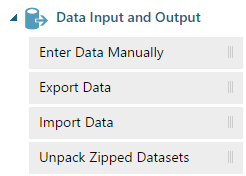 Data Input and Output
Enter Data Manually
Export Data
Import Data
Unpack Zipped Datasets